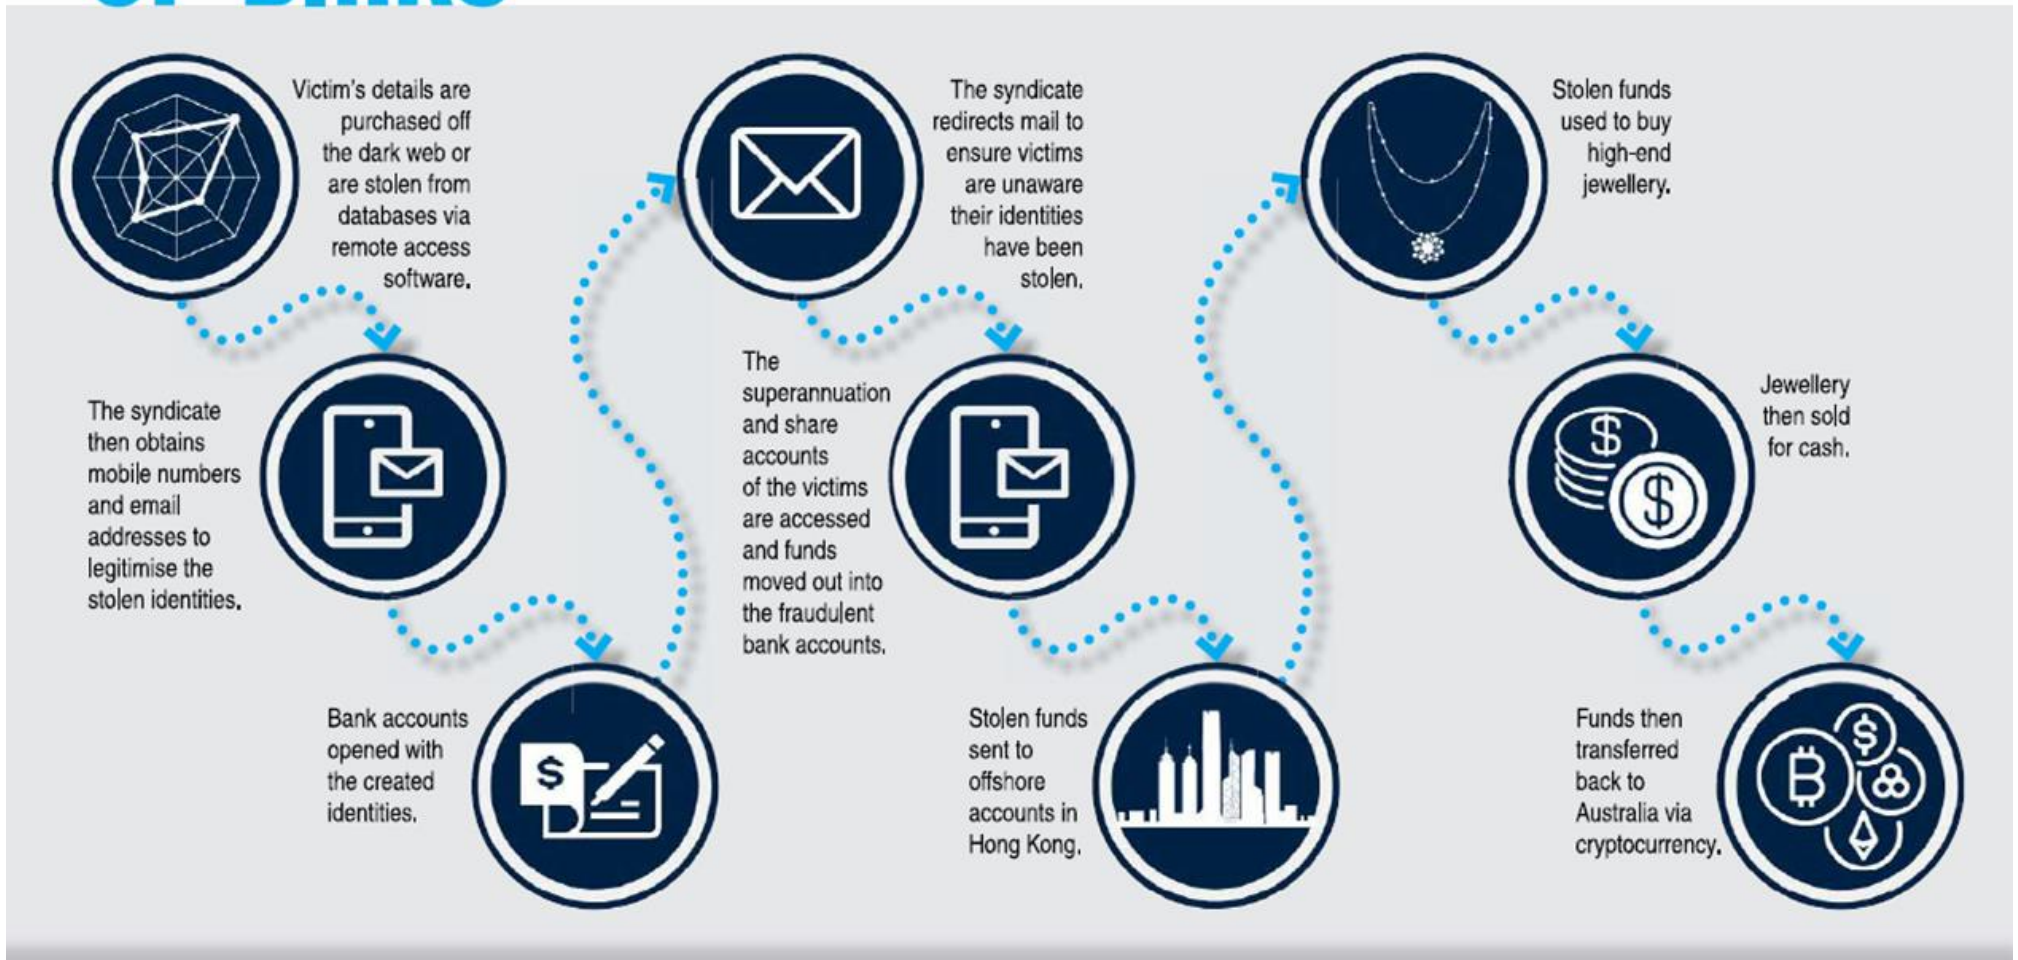 Victim's details are
purchased off
the dark web or
are stolen from
databases via
remote access
software.
The syndicate
then obtains
mobile numbers
and email
addresses to
legitimise the
stolen identities.
Bank accounts
opened with
the created
identities.
The syndicate
redirects mail to
ensure victims
are unaware
their identities
have been
stolen.
The
superannuation
and share
accounts
of the victims
are accessed
and funds
moved out into
the fraudulent
bank accounts.
Stolen funds
sent to
offshore
accounts in
Hong Kong.
Stolen funds
used to buy
high-end
jewellery.
Jewellery
then sold
for cash.
Funds then
transferred
back to
Australia via
cryptocurrency.